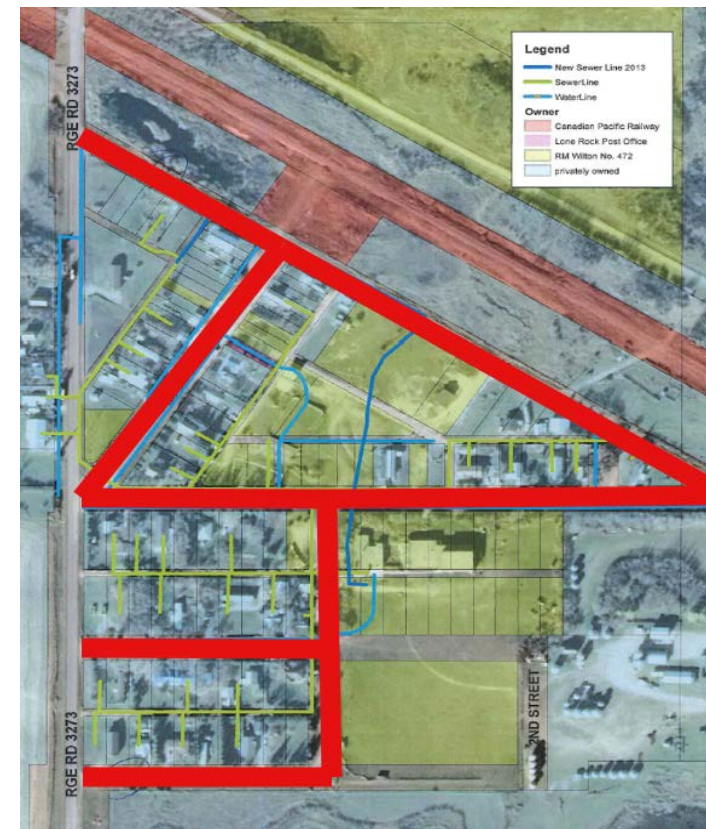 RGE RD 3273
Legend
New Sewer Line 2013
SewerLine
WaterLine
Owner
Canadian Pacific Railway
Lone Rock Post Office
RM Wilton No. 472
privately owned
2ND STREET
RGE RD 3273